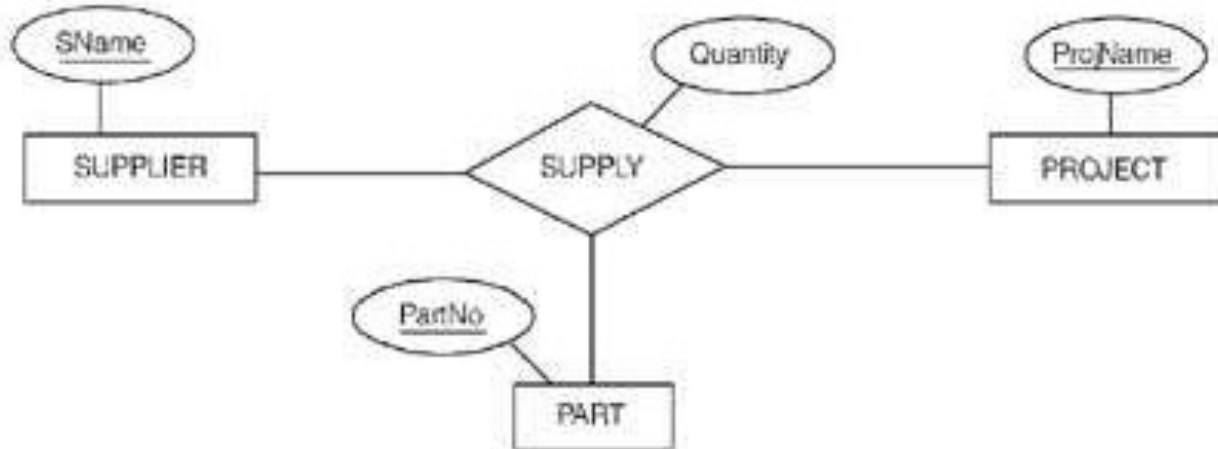 SName
Quantity
ProjName
SUPPLIER
SUPPLY
PROJECT
PartNo
PART